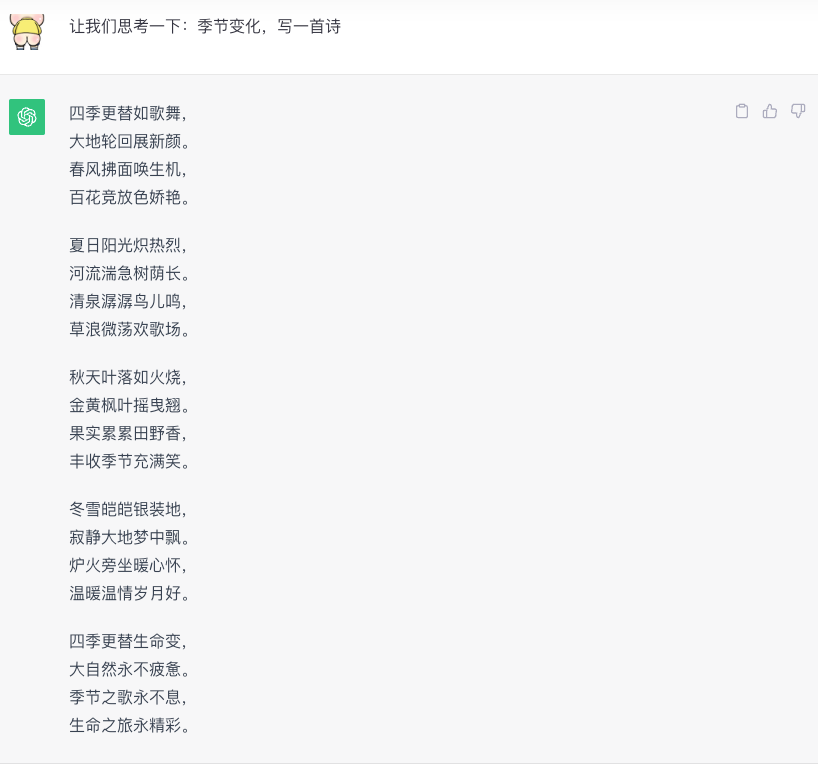 让我们思考一下：季节变化，写一首诗
四季更替如歌舞，
大地轮回展新颜。
春风拂面唤生机，
百花竞放色娇艳。
夏日阳光炽热烈，
河流湍急树荫长。
清泉潺潺鸟儿鸣，
草浪微荡欢歌场。
秋天叶落如火烧，
金黄枫叶摇曳翘。
果实累累田野香，
丰收季节充满笑。
冬雪皑皑银装地，
寂静大地梦中飘。
炉火旁坐暖心怀，
温暖温情岁月好。
四季更替生命变，
大自然永不疲惫。
季节之歌永不息，
生命之旅永精彩。